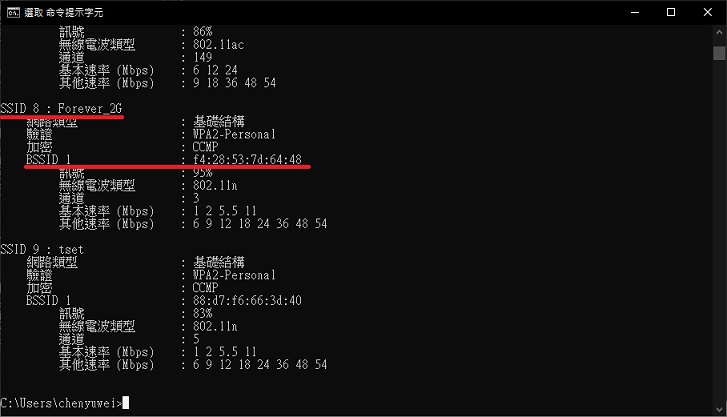 選取 命令提示字元
訊號 : 86%
無線電波類型 : 802.11ac
通道 : 149
基本速率 (Mbps) : 6 12 24
其他速率 (Mbps) : 9 18 36 48 54
SSID 8 : Forever_2G
網路類型 : 基礎結構
驗證 : WPA2-Personal
加密 : CCMP
BSSID 1 : f4:28:53:7d:64:48
訊號 : 95%
無線電波類型 : 802.11n
通道 : 3
基本速率 (Mbps) : 1 2 5.5 11
其他速率 (Mbps) : 6 9 12 18 24 36 48 54
SSID 9 : tset
網路類型 : 基礎結構
驗證 : WPA2-Personal
加密 : CCMP
BSSID 1 : 88:d7:f6:66:3d:40
訊號 : 83%
無線電波類型 : 802.11n
通道 : 5
基本速率 (Mbps) : 1 2 5.5 11
其他速率 (Mbps) : 6 9 12 18 24 36 48 54
C:\Users\chenyuwei>